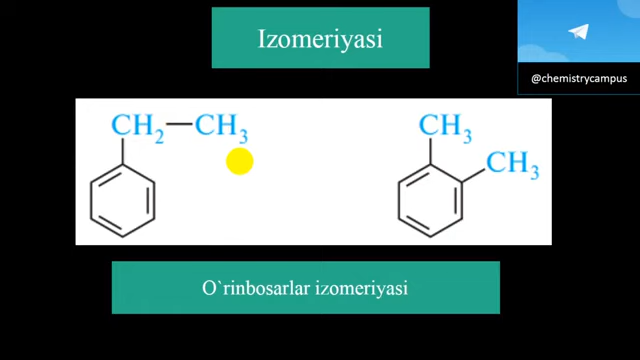 Izomeriyasi
@chemistrycampus
CH₂—CH₃
CH₃
CH₃
O`rinbosarlar izomeriyasi